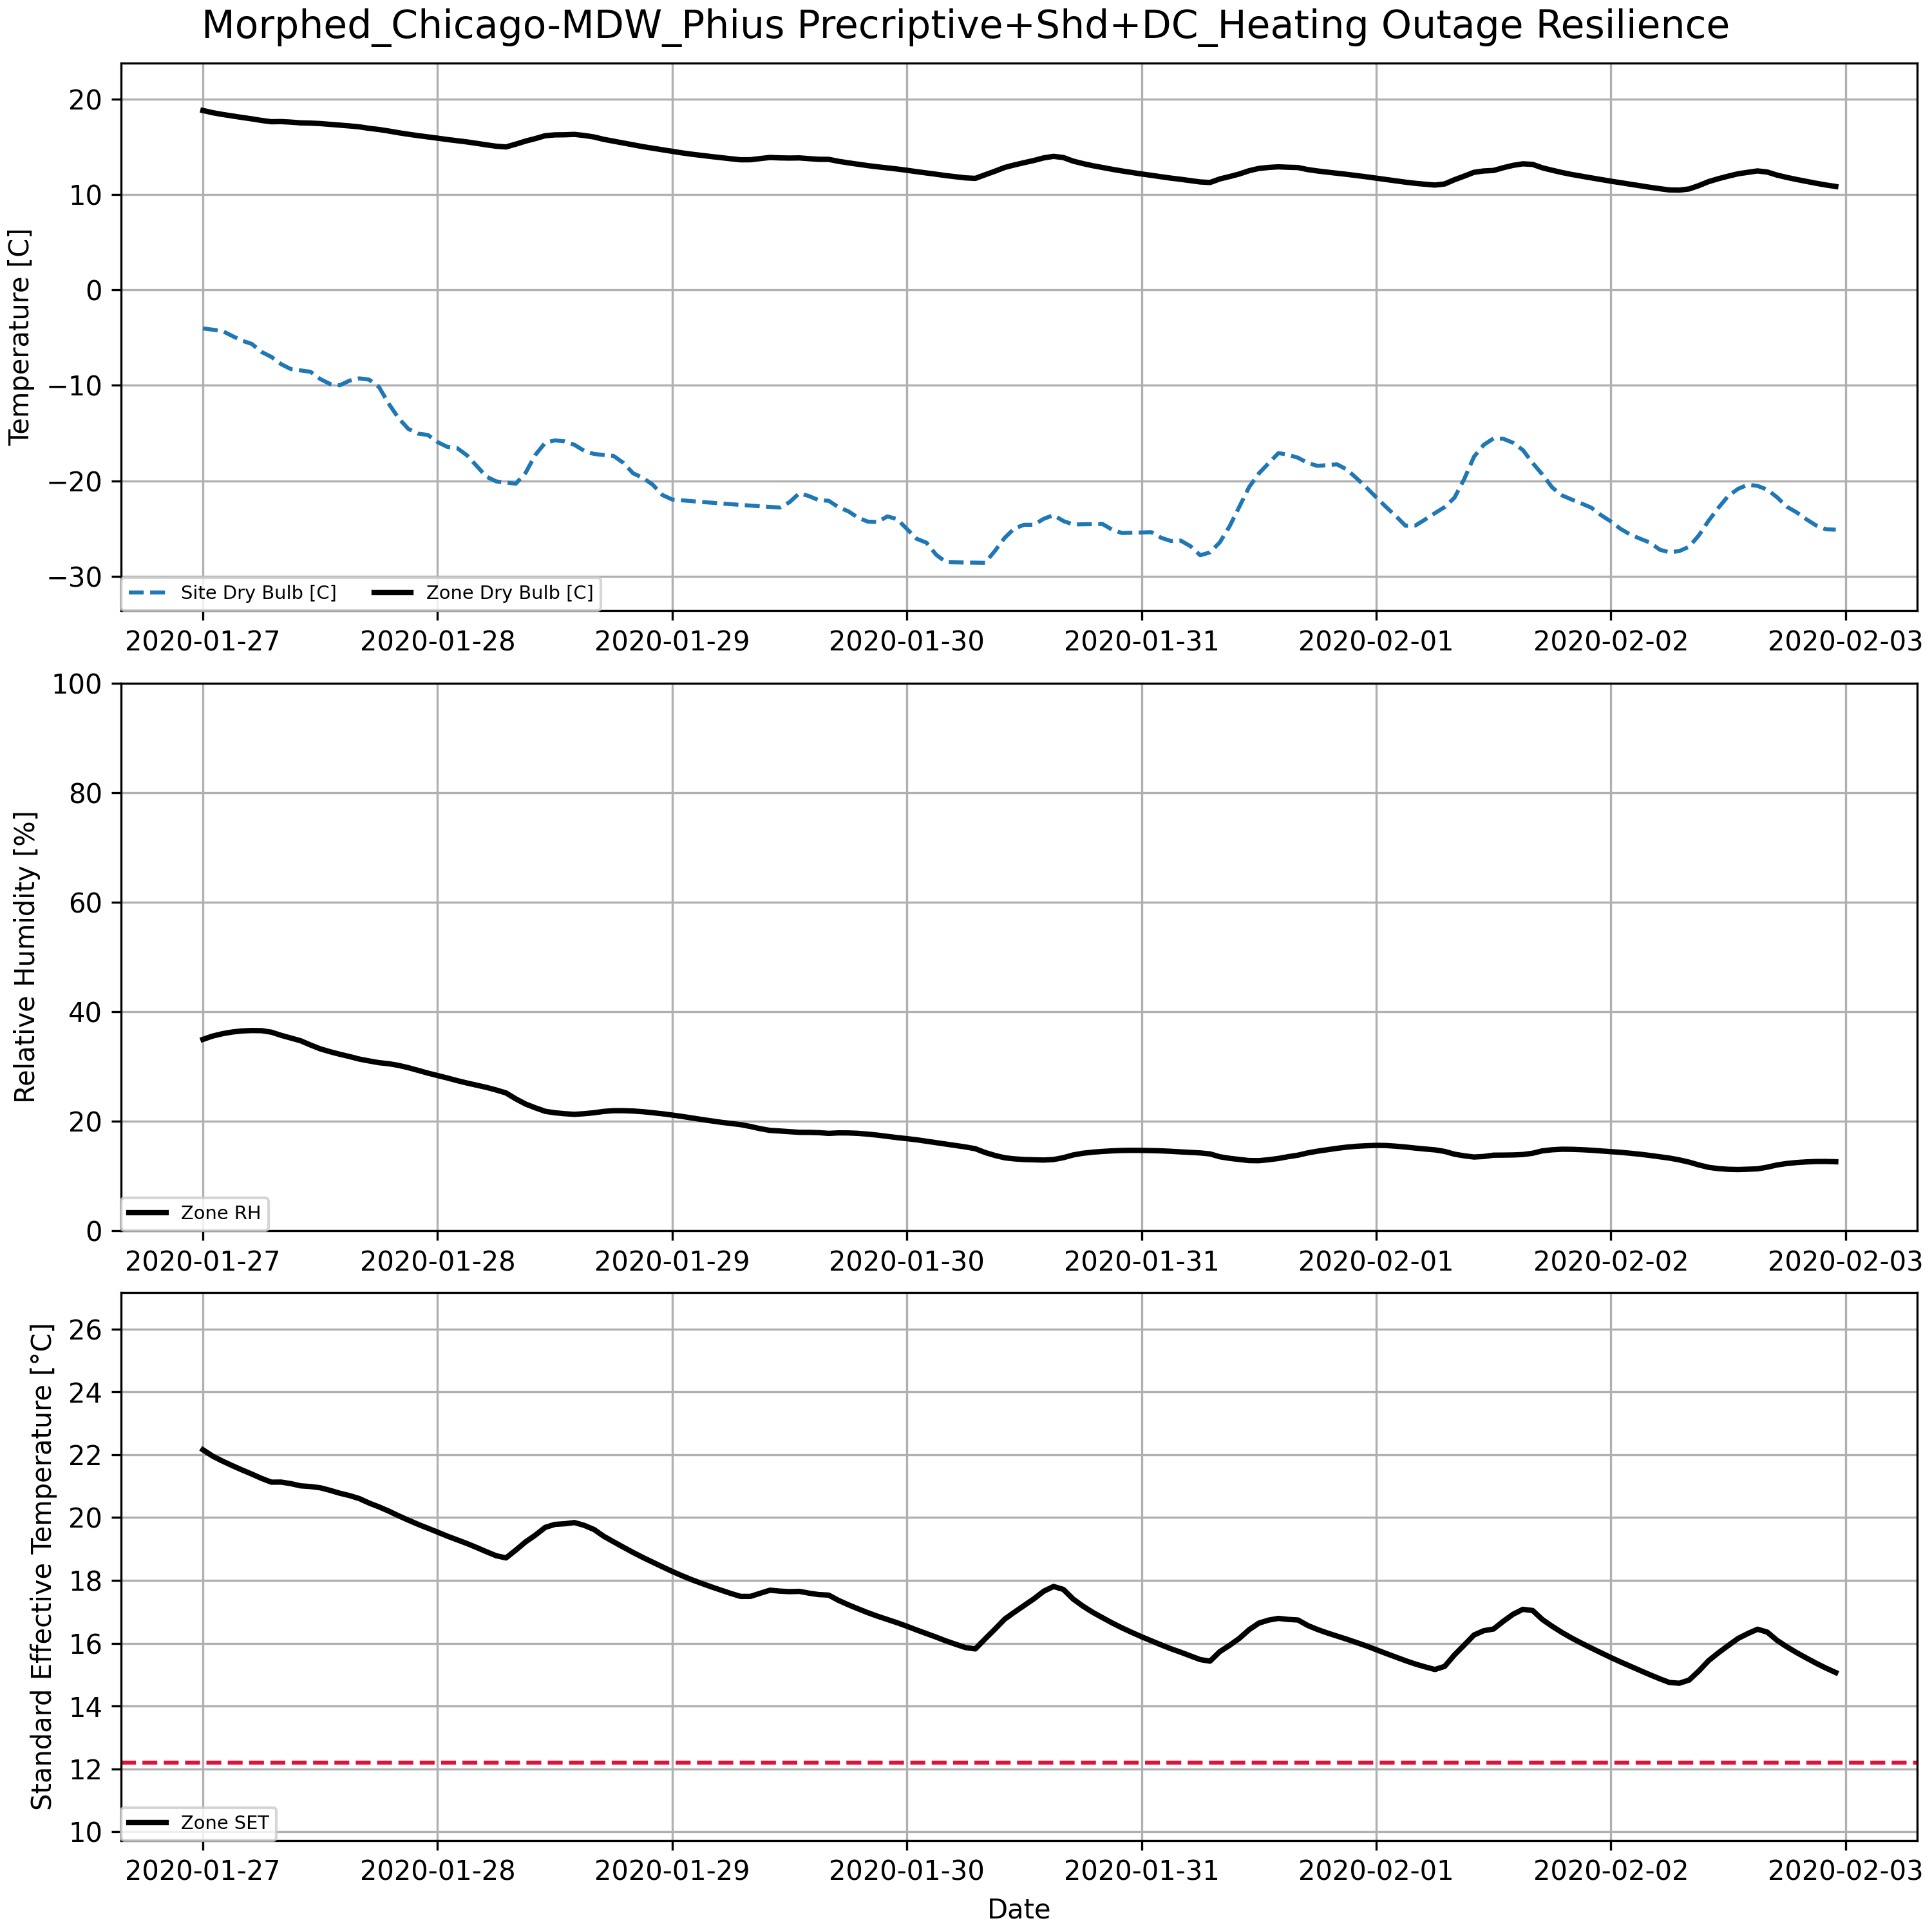 Morphed_Chicago-MDW_Phius Precriptive+Shd+DC_Heating Outage Resilience
Temperature [C]
20
10
0
−10
−20
−30
Site Dry Bulb [C] Zone Dry Bulb [C]
2020-01-27 2020-01-28 2020-01-29 2020-01-30 2020-01-31 2020-02-01 2020-02-02 2020-02-03
Relative Humidity [%]
100
80
60
40
20
0
Zone RH
2020-01-27 2020-01-28 2020-01-29 2020-01-30 2020-01-31 2020-02-01 2020-02-02 2020-02-03
Standard Effective Temperature [°C]
26
24
22
20
18
16
14
12
10
Zone SET
2020-01-27 2020-01-28 2020-01-29 2020-01-30 2020-01-31 2020-02-01 2020-02-02 2020-02-03
Date